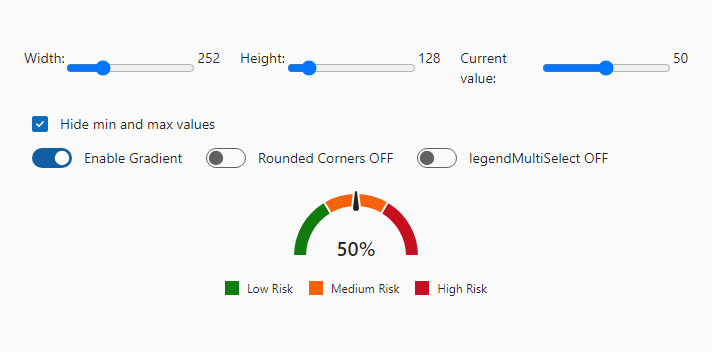 Width: 252 Height: 128 Current value: 50
Hide min and max values
Enable Gradient Rounded Corners OFF legendMultiSelect OFF
50%
Low Risk Medium Risk High Risk